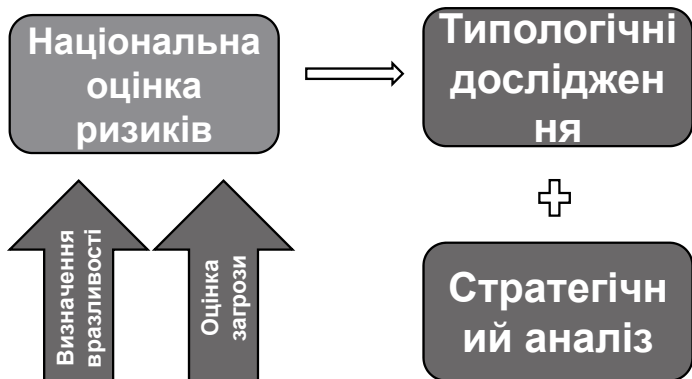 Національна
оцінка
ризиків
Типологічні
досліджен
ня
Визначення
вразливості
Оцінка
загрози
Стратегічн
ий аналіз